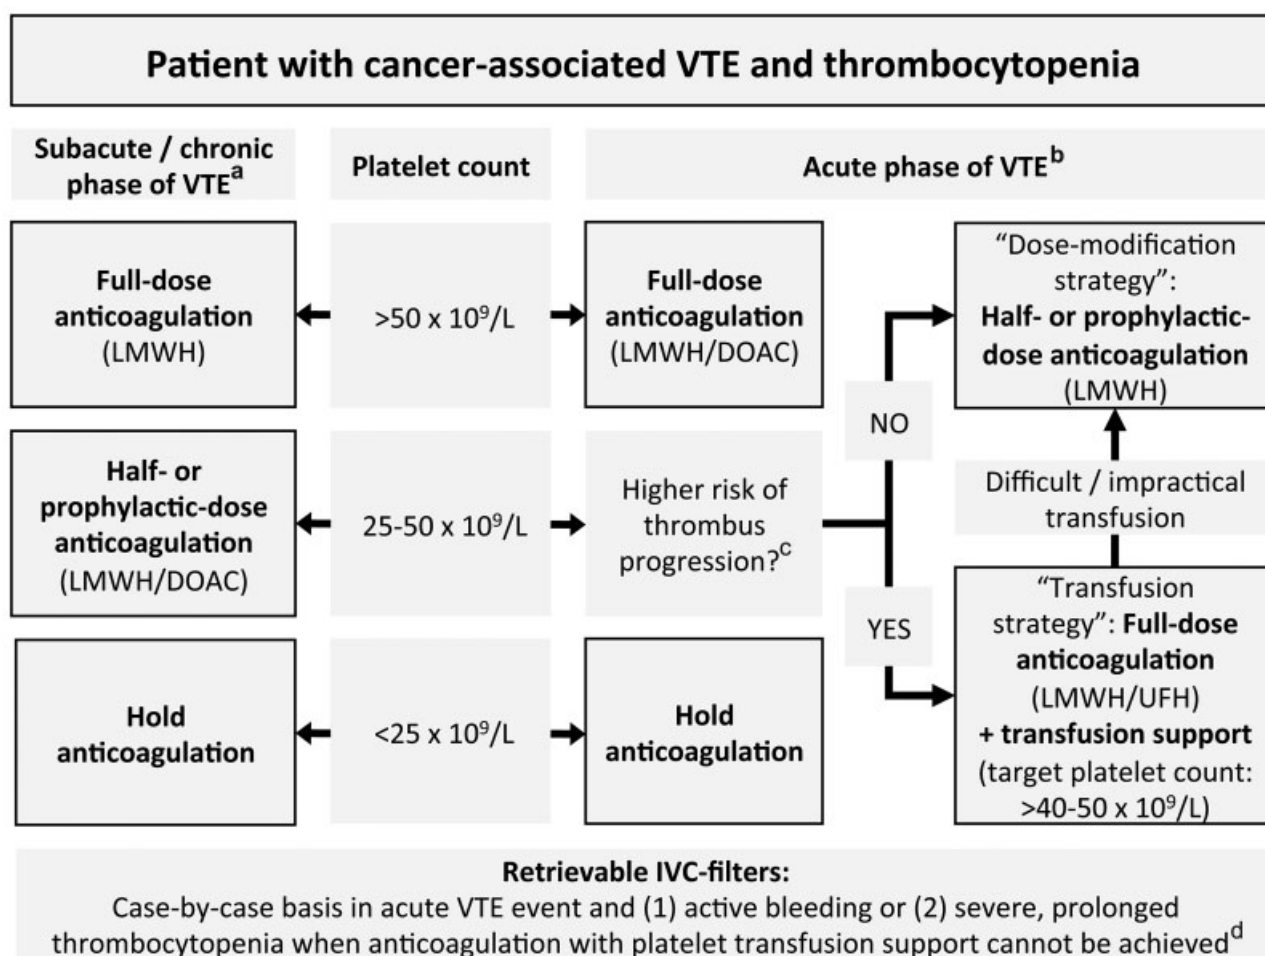 Patient with cancer-associated VTE and thrombocytopenia
Subacute / chronic
phase of VTEᵃ
Platelet count
Acute phase of VTEᵇ
Full-dose
anticoagulation
(LMWH)
>50 x 10⁹/L
Full-dose
anticoagulation
(LMWH/DOAC)
“Dose-modification
strategy”:
Half- or prophylactic-
dose anticoagulation
(LMWH)
NO
Half- or
prophylactic-dose
anticoagulation
(LMWH/DOAC)
25-50 x 10⁹/L
Higher risk of
thrombus
progression?ᶜ
Difficult / impractical
transfusion
YES
“Transfusion
strategy”: Full-dose
anticoagulation
(LMWH/UFH)
+ transfusion support
(target platelet count:
>40-50 x 10⁹/L)
Hold
anticoagulation
<25 x 10⁹/L
Hold
anticoagulation
Retrievable IVC-filters:
Case-by-case basis in acute VTE event and (1) active bleeding or (2) severe, prolonged
thrombocytopenia when anticoagulation with platelet transfusion support cannot be achievedᵈ